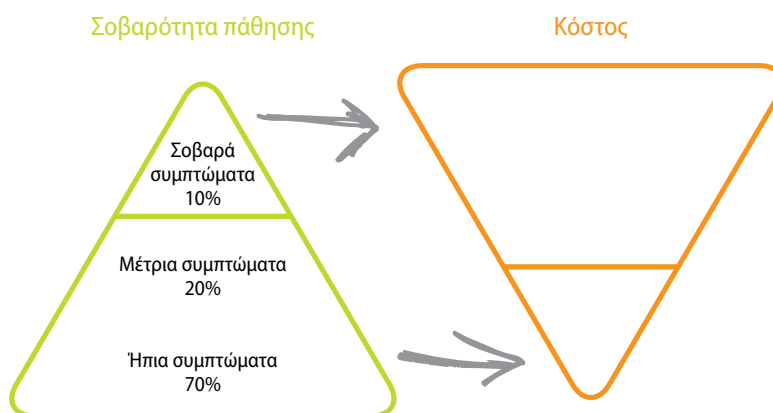 Σοβαρότητα πάθησης
Κόστος
Σοβαρά
συμπτώματα
10%
Μέτρια συμπτώματα
20%
Ήπια συμπτώματα
70%